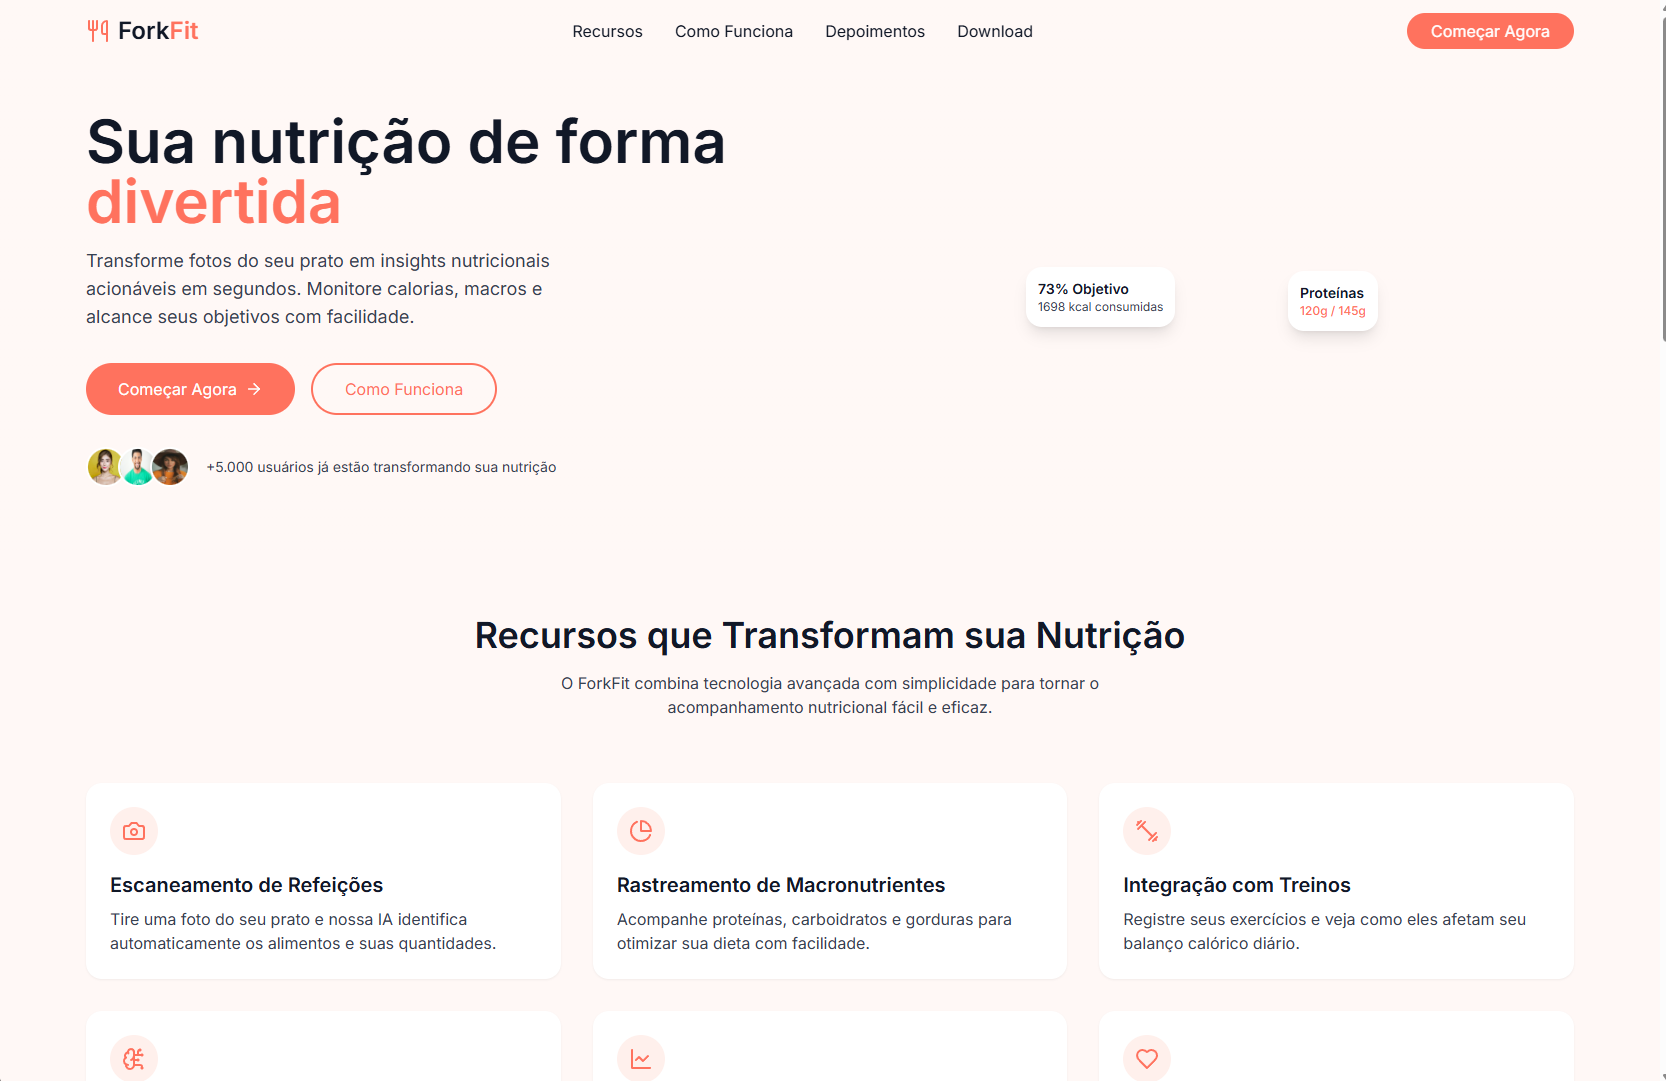 ForkFit
Recursos
Como Funciona
Depoimentos
Download
Começar Agora
Sua nutrição de forma
divertida
Transforme fotos do seu prato em insights nutricionais
acionáveis em segundos. Monitore calorias, macros e
alcance seus objetivos com facilidade.
Começar Agora
Como Funciona
+5.000 usuários já estão transformando sua nutrição
73% Objetivo
1698 kcal consumidas
Proteínas
120g / 145g
Recursos que Transformam sua Nutrição
O ForkFit combina tecnologia avançada com simplicidade para tornar o
acompanhamento nutricional fácil e eficaz.
Escaneamento de Refeições
Tire uma foto do seu prato e nossa IA identifica
automaticamente os alimentos e suas quantidades.
Rastreamento de Macronutrientes
Acompanhe proteínas, carboidratos e gorduras para
otimizar sua dieta com facilidade.
Integração com Treinos
Registre seus exercícios e veja como eles afetam seu
balanço calórico diário.